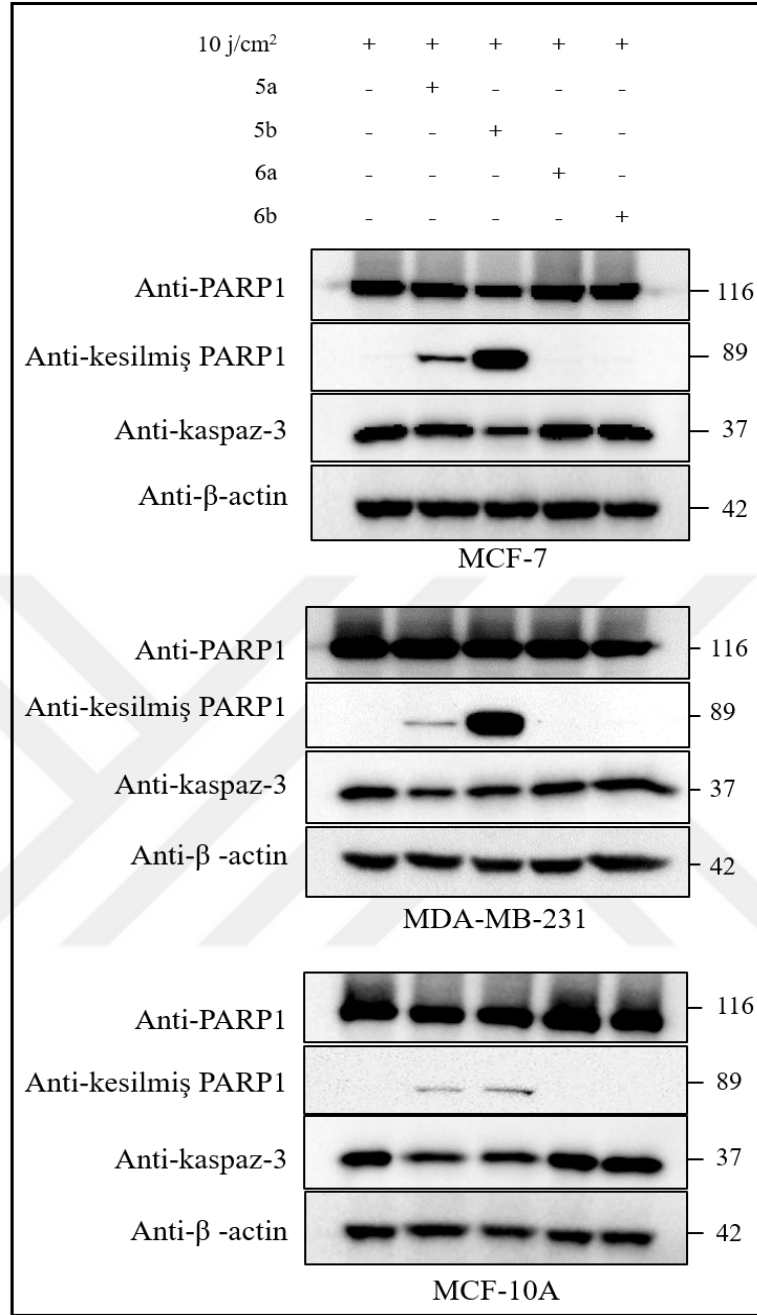 10 j/cm² + + + + +
5a - + - - -
5b - - + - -
6a - - - + -
6b - - - - +
Anti-PARP1 116
Anti-kesilmiş PARP1 89
Anti-kaspaz-3 37
Anti-β-actin 42
MCF-7
Anti-PARP1 116
Anti-kesilmiş PARP1 89
Anti-kaspaz-3 37
Anti-β -actin 42
MDA-MB-231
Anti-PARP1 116
Anti-kesilmiş PARP1 89
Anti-kaspaz-3 37
Anti-β -actin 42
MCF-10A